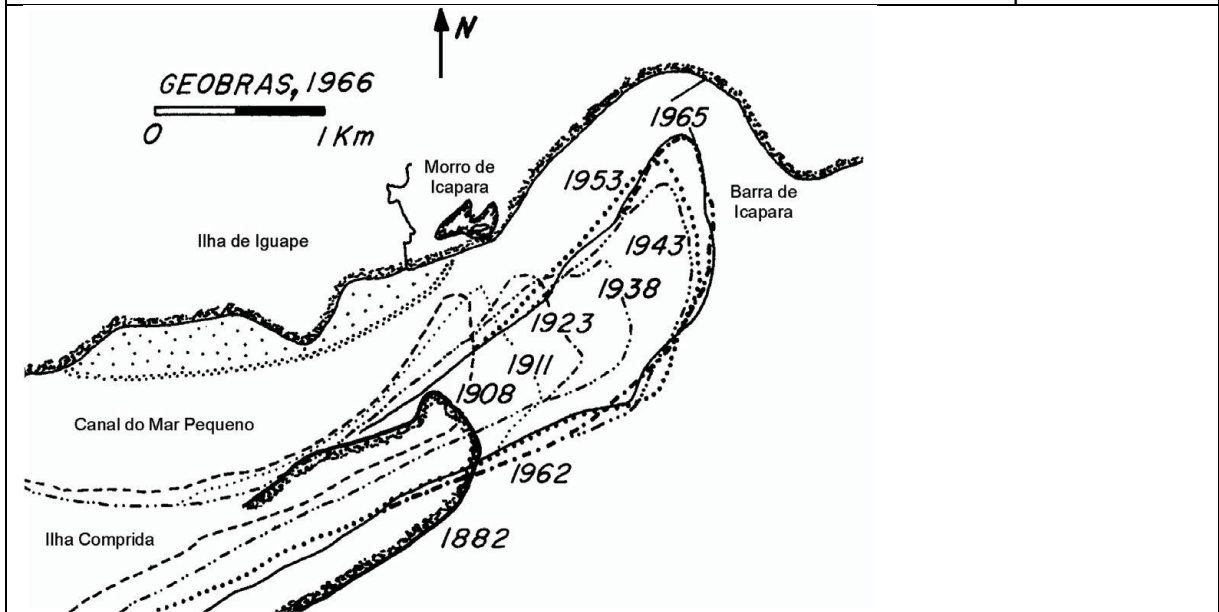 N
GEOBRAS, 1966
0 1 Km
1965
Morro de
Icapara
1953
Barra de
Icapara
Ilha de Iguape
1943
1938
1923
1911
1908
Canal do Mar Pequeno
1962
Ilha Comprida
1882